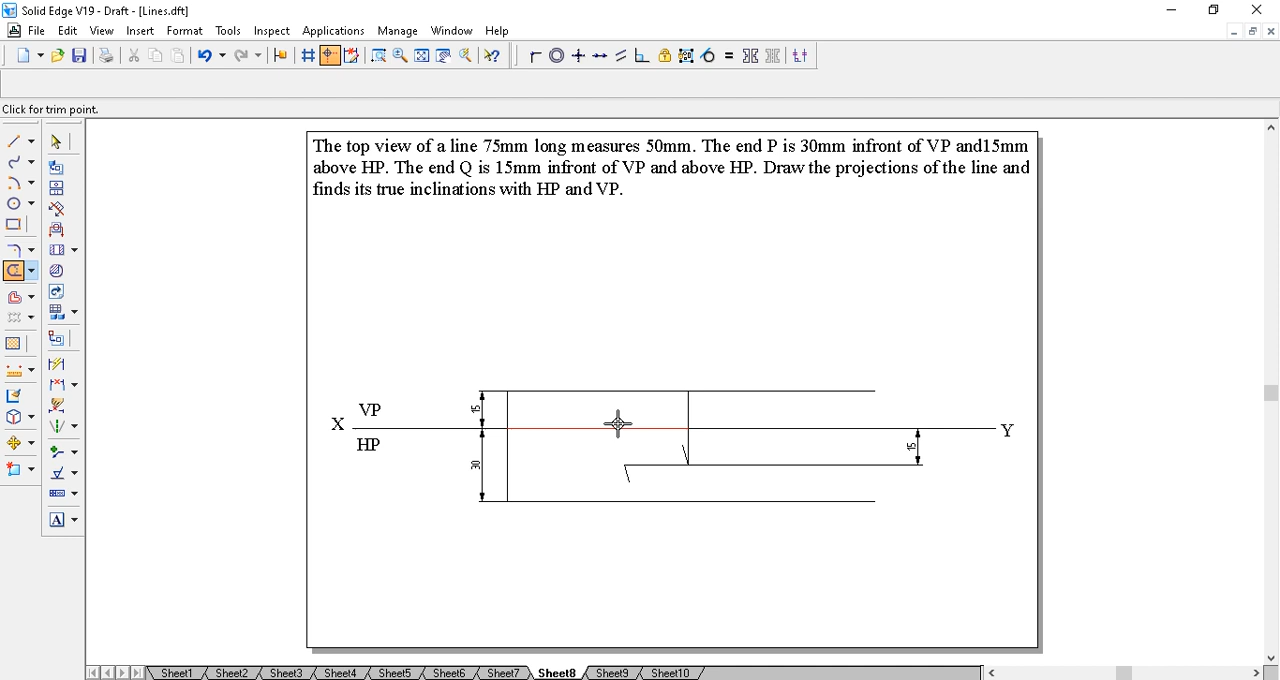 Solid Edge V19 - Draft - [Lines.dft]
File Edit View Insert Format Tools Inspect Applications Manage Window Help
Click for trim point.
The top view of a line 75mm long measures 50mm. The end P is 30mm infront of VP and15mm
above HP. The end Q is 15mm infront of VP and above HP. Draw the projections of the line and
finds its true inclinations with HP and VP.
15
VP
X
Y
HP
15
30
A
Sheet1 Sheet2 Sheet3 Sheet4 Sheet5 Sheet6 Sheet7 Sheet8 Sheet9 Sheet10